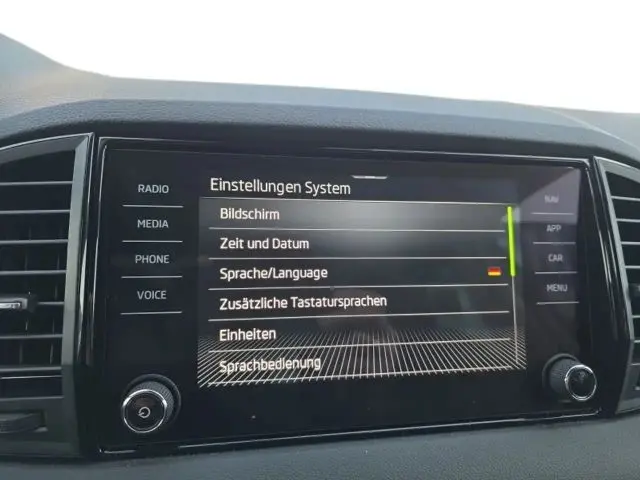 Einstellungen System
RADIO
MEDIA
PHONE
VOICE
Bildschirm
Zeit und Datum
Sprache/Language
Zusätzliche Tastatursprachen
Einheiten
Sprachbedienung
NAV
APP
CAR
MENU